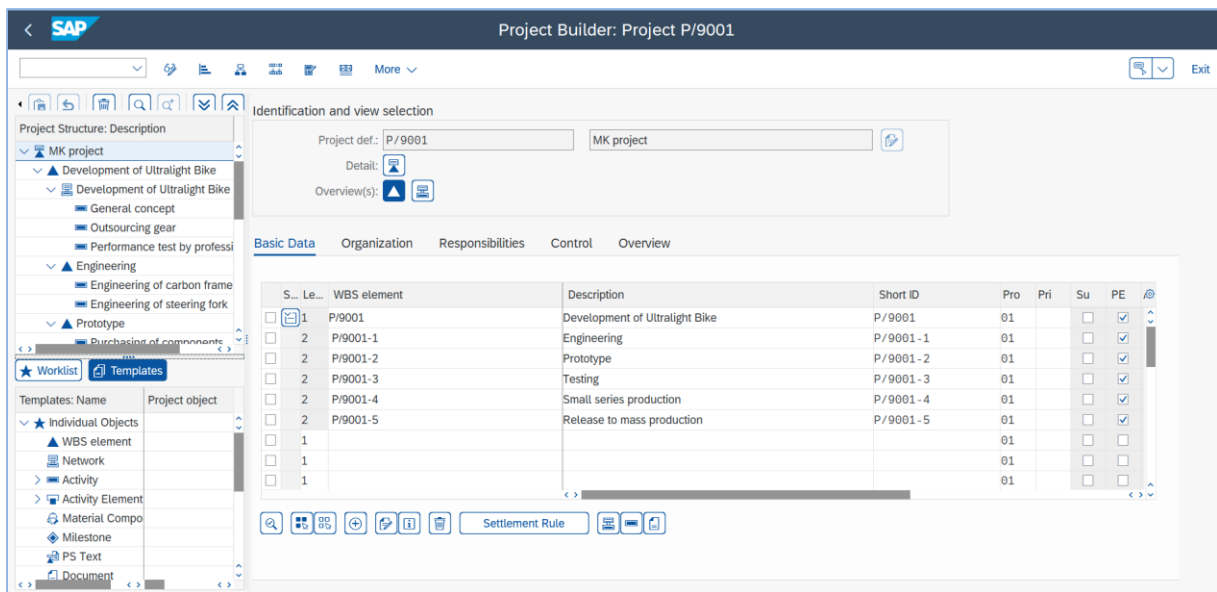 SAP Project Builder: Project P/9001
More Exit
Identification and view selection
Project Structure: Description
Project def.: P/9001 MK project
MK project
Detail:
Development of Ultralight Bike
Overview(s):
Development of Ultralight Bike
General concept
Outsourcing gear
Performance test by professi
Engineering
Engineering of carbon frame
Engineering of steering fork
Prototype
Purchasing of components
Basic Data Organization Responsibilities Control Overview
S... Le... WBS element Description Short ID Pro Pri Su PE
1 P/9001 Development of Ultralight Bike P/9001 01
2 P/9001-1 Engineering P/9001-1 01
2 P/9001-2 Prototype P/9001-2 01
2 P/9001-3 Testing P/9001-3 01
2 P/9001-4 Small series production P/9001-4 01
2 P/9001-5 Release to mass production P/9001-5 01
1 01
1 01
1 01
Settlement Rule
Worklist Templates
Templates: Name Project object
Individual Objects
WBS element
Network
Activity
Activity Element
Material Compo
Milestone
PS Text
Document